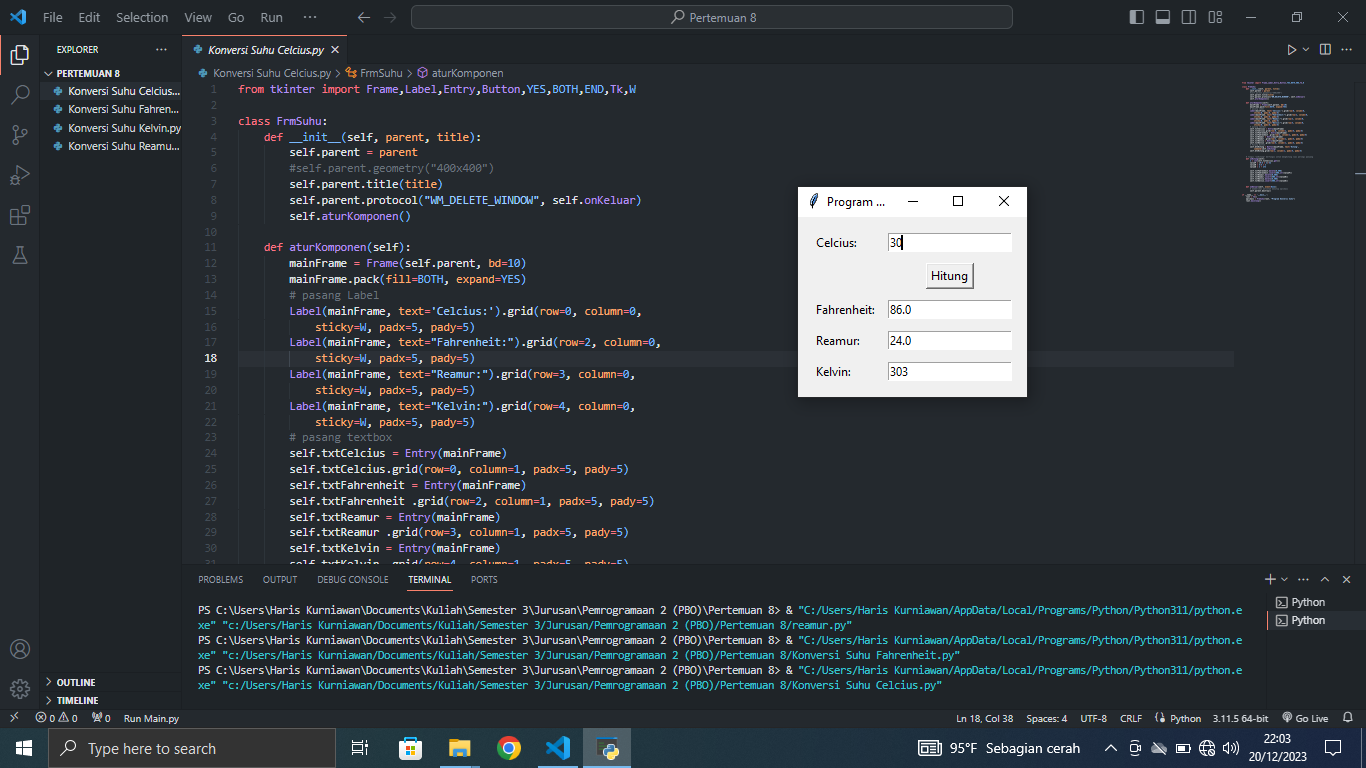 File Edit Selection View Go Run ··· Pertemuan 8
EXPLORER ···
PERTEMUAN 8
Konversi Suhu Celcius...
Konversi Suhu Fahren...
Konversi Suhu Kelvin.py
Konversi Suhu Reamu...
OUTLINE
TIMELINE
Konversi Suhu Celcius.py
Konversi Suhu Celcius.py > FrmSuhu > aturKomponen
1 from tkinter import Frame,Label,Entry,Button,YES,BOTH,END,Tk,W
2
3 class FrmSuhu:
4 def __init__(self, parent, title):
5 self.parent = parent
6 #self.parent.geometry("400x400")
7 self.parent.title(title)
8 self.parent.protocol("WM_DELETE_WINDOW", self.onKeluar)
9 self.aturKomponen()
10
11 def aturKomponen(self):
12 mainFrame = Frame(self.parent, bd=10)
13 mainFrame.pack(fill=BOTH, expand=YES)
14 # pasang Label
15 Label(mainFrame, text='Celcius:').grid(row=0, column=0,
16 sticky=W, padx=5, pady=5)
17 Label(mainFrame, text="Fahrenheit:").grid(row=2, column=0,
18 sticky=W, padx=5, pady=5)
19 Label(mainFrame, text="Reamur:").grid(row=3, column=0,
20 sticky=W, padx=5, pady=5)
21 Label(mainFrame, text="Kelvin:").grid(row=4, column=0,
22 sticky=W, padx=5, pady=5)
23 # pasang textbox
24 self.txtCelcius = Entry(mainFrame)
25 self.txtCelcius.grid(row=0, column=1, padx=5, pady=5)
26 self.txtFahrenheit = Entry(mainFrame)
27 self.txtFahrenheit .grid(row=2, column=1, padx=5, pady=5)
28 self.txtReamur = Entry(mainFrame)
29 self.txtReamur .grid(row=3, column=1, padx=5, pady=5)
30 self.txtKelvin = Entry(mainFrame)
31 self.txtKelvin .grid(row=4, column=1, padx=5, pady=5)
Program ...
Celcius: 30
Hitung
Fahrenheit: 86.0
Reamur: 24.0
Kelvin: 303
PROBLEMS OUTPUT DEBUG CONSOLE TERMINAL PORTS
PS C:\Users\Haris Kurniawan\Documents\Kuliah\Semester 3\Jurusan\Pemrogramaan 2 (PBO)\Pertemuan 8> & "C:/Users/Haris Kurniawan/AppData/Local/Programs/Python/Python311/python.e
xe" "c:/Users/Haris Kurniawan/Documents/Kuliah/Semester 3/Jurusan/Pemrogramaan 2 (PBO)/Pertemuan 8/reamur.py"
PS C:\Users\Haris Kurniawan\Documents\Kuliah\Semester 3\Jurusan\Pemrogramaan 2 (PBO)\Pertemuan 8> & "C:/Users/Haris Kurniawan/AppData/Local/Programs/Python/Python311/python.e
xe" "c:/Users/Haris Kurniawan/Documents/Kuliah/Semester 3/Jurusan/Pemrogramaan 2 (PBO)/Pertemuan 8/Konversi Suhu Fahrenheit.py"
PS C:\Users\Haris Kurniawan\Documents\Kuliah\Semester 3\Jurusan\Pemrogramaan 2 (PBO)\Pertemuan 8> & "C:/Users/Haris Kurniawan/AppData/Local/Programs/Python/Python311/python.e
xe" "c:/Users/Haris Kurniawan/Documents/Kuliah/Semester 3/Jurusan/Pemrogramaan 2 (PBO)/Pertemuan 8/Konversi Suhu Celcius.py"
Python
Python
0 0 0 Run Main.py Ln 18, Col 38 Spaces: 4 UTF-8 CRLF Python 3.11.5 64-bit Go Live
Type here to search 95°F Sebagian cerah 22:03
20/12/2023